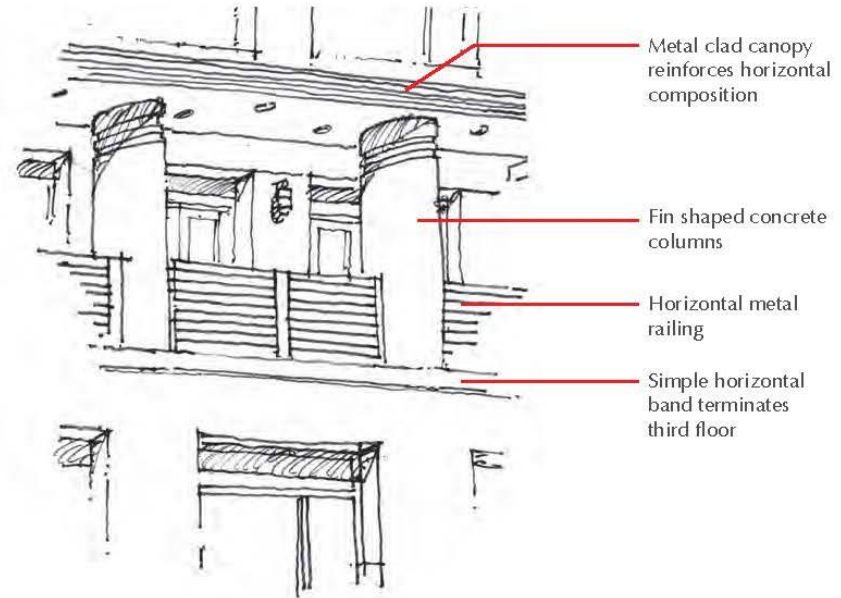 Metal clad canopy
reinforces horizontal
composition
Fin shaped concrete
columns
Horizontal metal
railing
Simple horizontal
band terminates
third floor